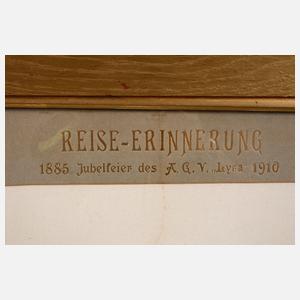 REISE-ERINNERUNG
1885 Jubelfeier des A.G.V. „Lyra 1910